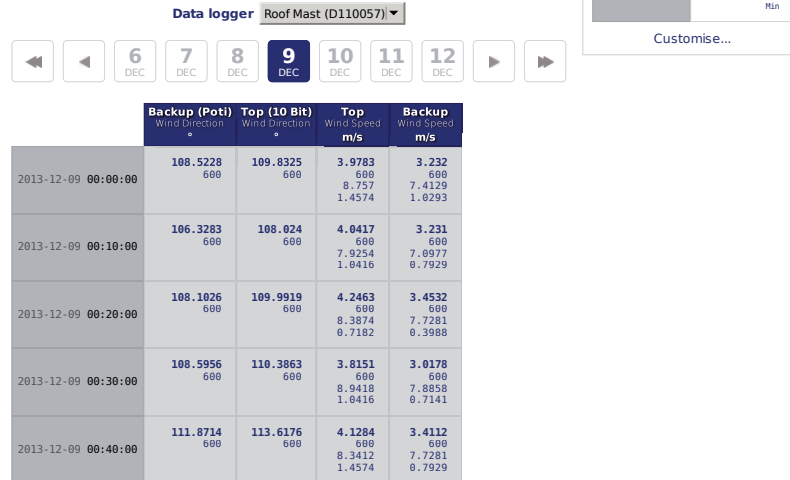 Data logger Roof Mast (D110057)
Min
Customise...
6 7 8 9 10 11 12
DEC DEC DEC DEC DEC DEC DEC
Backup (Poti) Top (10 Bit) Top Backup
Wind Direction Wind Direction Wind Speed Wind Speed
° ° m/s m/s
2013-12-09 00:00:00
108.5228 109.8325 3.9783 3.232
600 600 600 600
8.757 7.4129
1.4574 1.0293
2013-12-09 00:10:00
106.3283 108.024 4.0417 3.231
600 600 600 600
7.9254 7.0977
1.0416 0.7929
2013-12-09 00:20:00
108.1026 109.9919 4.2463 3.4532
600 600 600 600
8.3874 7.7281
0.7182 0.3988
2013-12-09 00:30:00
108.5956 110.3863 3.8151 3.0178
600 600 600 600
8.9418 7.8858
1.0416 0.7141
2013-12-09 00:40:00
111.8714 113.6176 4.1284 3.4112
600 600 600 600
8.3412 7.7281
1.4574 0.7929